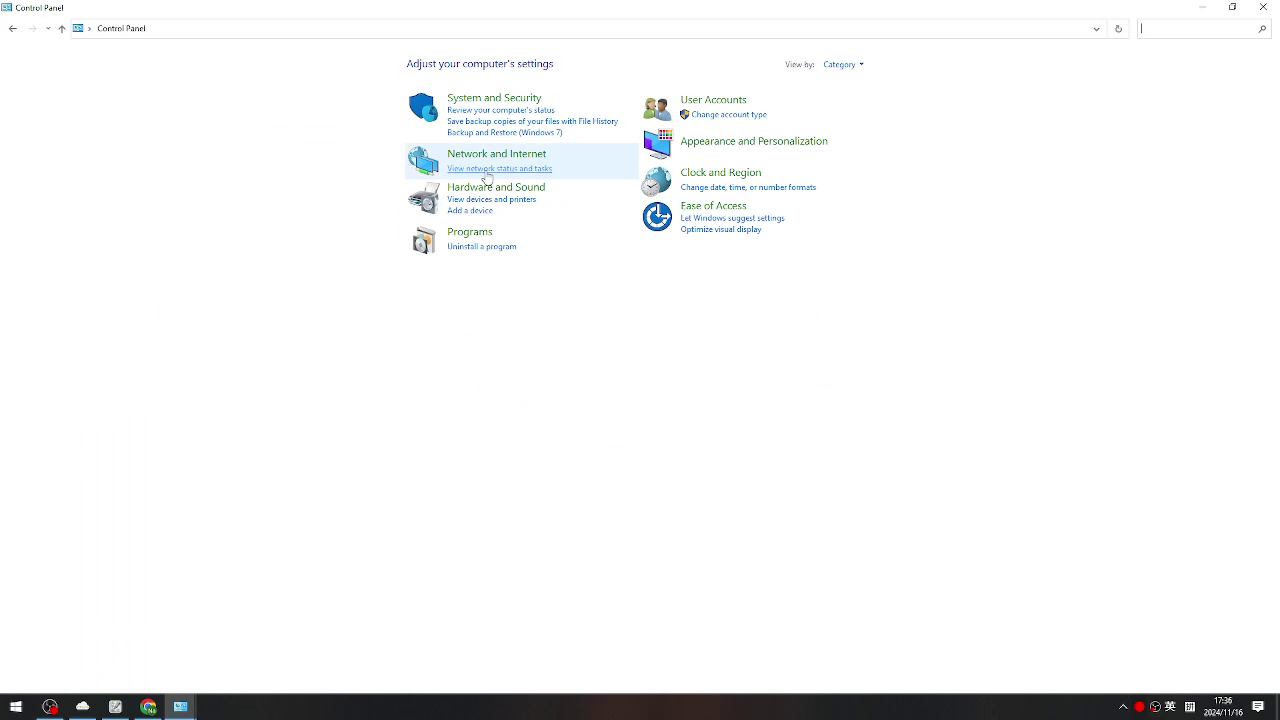 Control Panel
Control Panel
Adjust your computer's settings
View by: Category
System and Security
Review your computer's status
Save backup copies of your files with File History
Backup and Restore (Windows 7)
Network and Internet
View network status and tasks
Hardware and Sound
View devices and printers
Add a device
Programs
Uninstall a program
User Accounts
Change account type
Appearance and Personalization
Clock and Region
Change date, time, or number formats
Ease of Access
Let Windows suggest settings
Optimize visual display
英 拼
17:36
2024/11/16